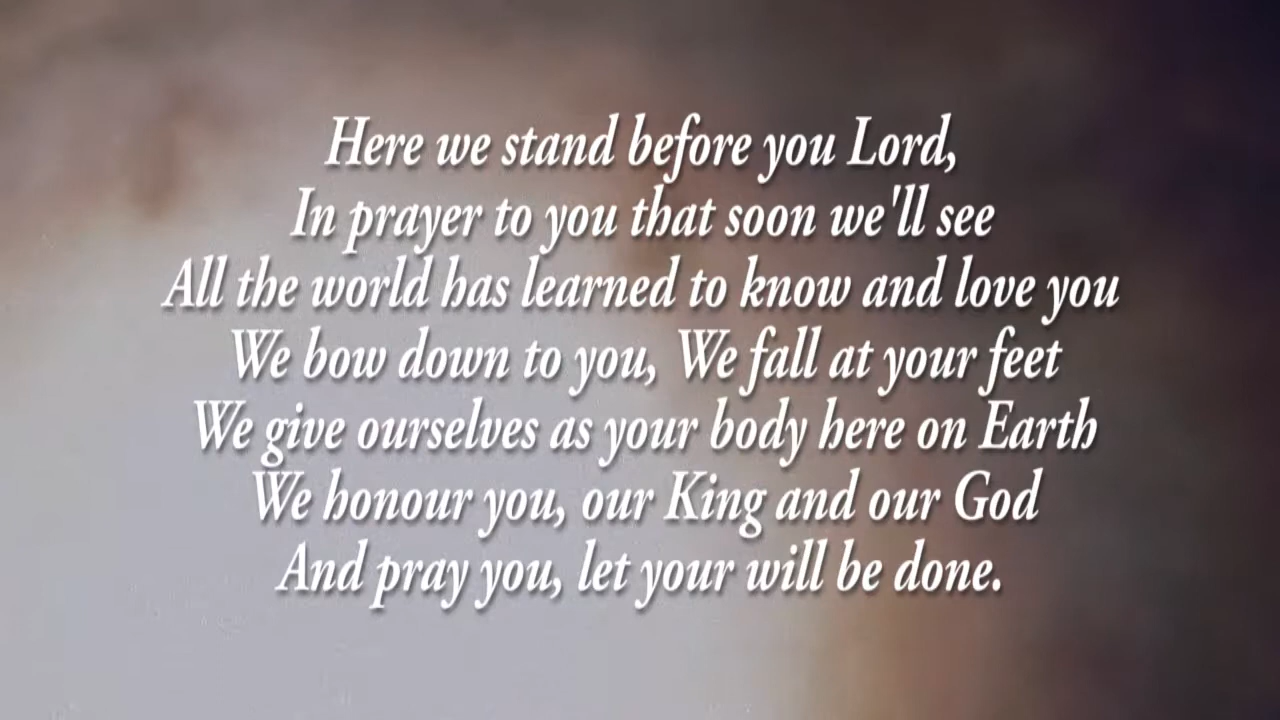 Here we stand before you Lord,
In prayer to you that soon we'll see
All the world has learned to know and love you
We bow down to you, We fall at your feet
We give ourselves as your body here on Earth
We honour you, our King and our God
And pray you, let your will be done.